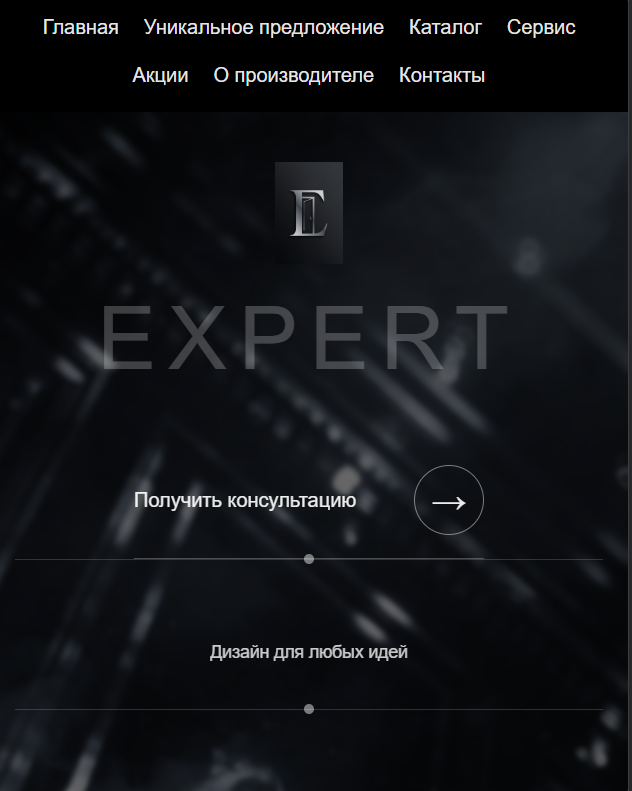 Главная Уникальное предложение Каталог Сервис
Акции О производителе Контакты
E
EXPERT
Получить консультацию →
Дизайн для любых идей